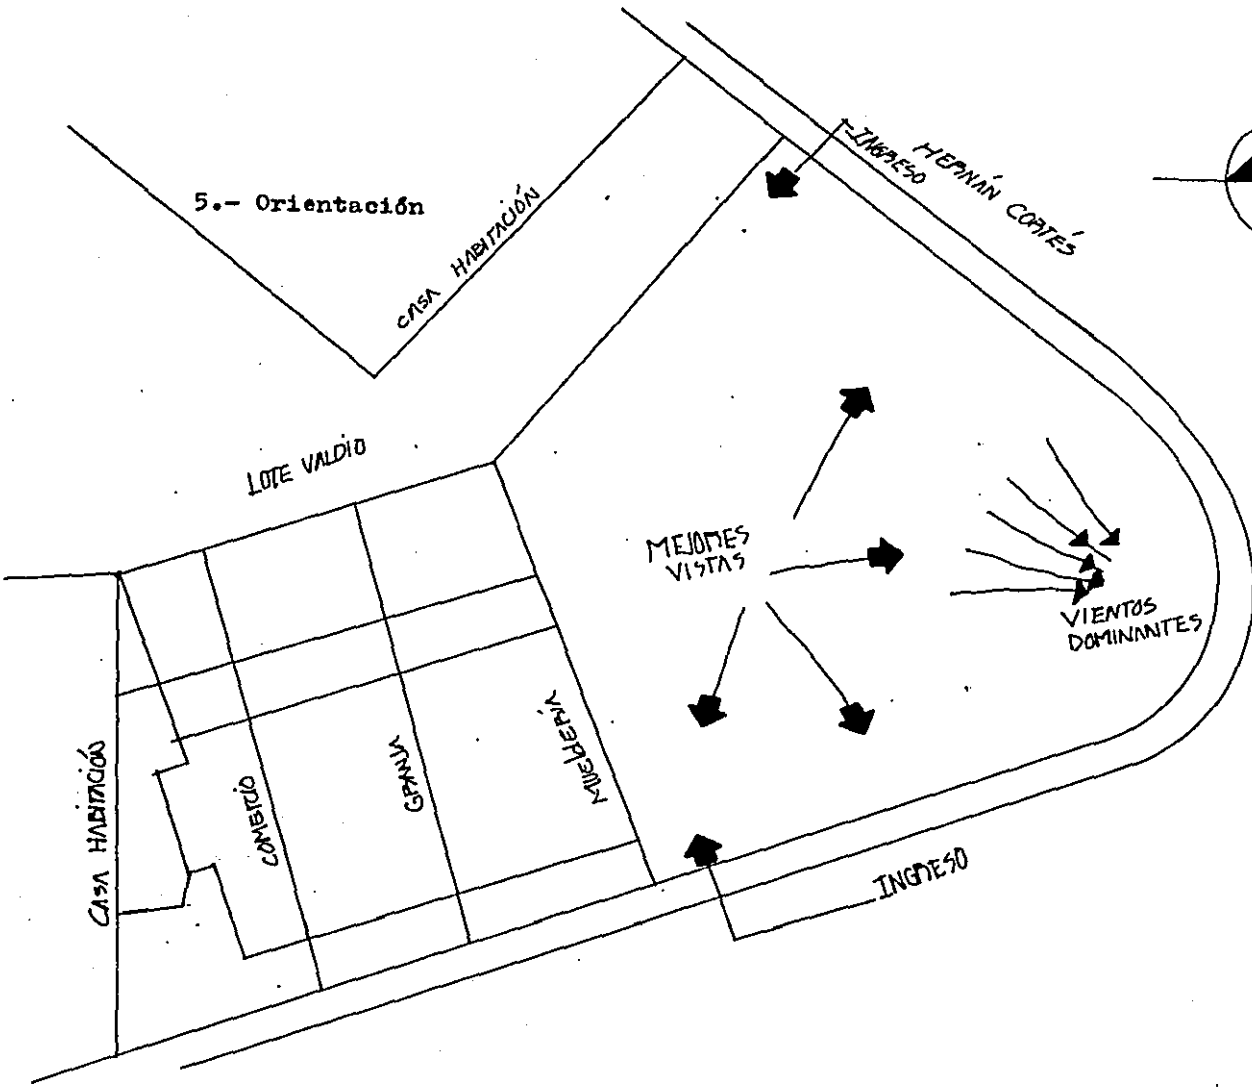 INGRESO
HERNÁN CORTÉS
5.- Orientación
CASA HABITACIÓN
LOTE VALDIO
MEJORES
VISTAS
VIENTOS
DOMINANTES
CASA HABITACIÓN
COMERCIO
GRANJA
MUEBLERÍA
INGRESO